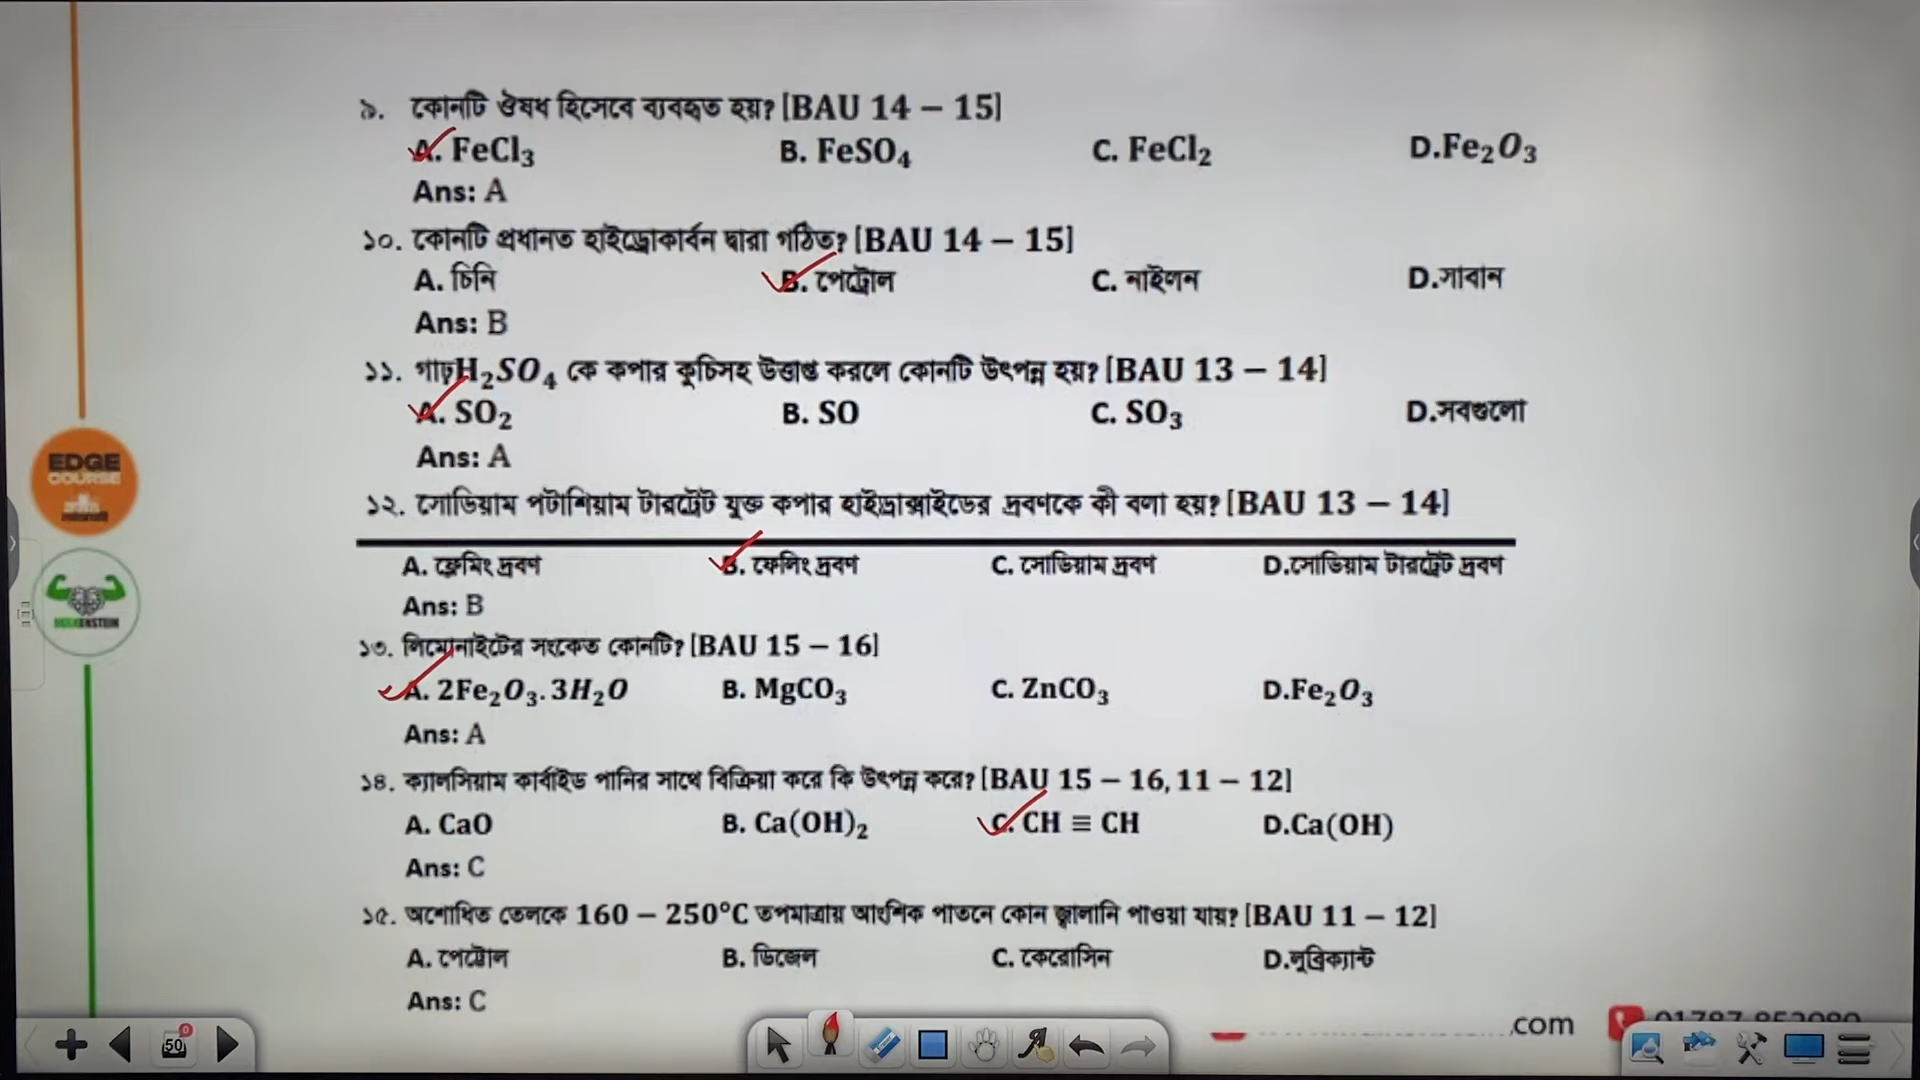 ৯. কোনটি ঔষধ হিসেবে ব্যবহৃত হয়? [BAU 14 – 15]
A. FeCl₃ B. FeSO₄ C. FeCl₂ D.Fe₂O₃
Ans: A
১০. কোনটি প্রধানত হাইড্রোকার্বন দ্বারা গঠিত? [BAU 14 – 15]
A. চিনি B. পেট্রোল C. নাইলন D.সাবান
Ans: B
১১. গাঢ়H₂SO₄ কে কপার কুচিসহ উত্তাপ্ত করলে কোনটি উৎপন্ন হয়? [BAU 13 – 14]
A. SO₂ B. SO C. SO₃ D.সবগুলো
Ans: A
১২. সোডিয়াম পটাশিয়াম টারট্রেট যুক্ত কপার হাইড্রাক্সাইডের দ্রবণকে কী বলা হয়? [BAU 13 – 14]
A. ফ্লেমিং দ্রবণ B. ফেলিং দ্রবণ C. সোডিয়াম দ্রবণ D.সোডিয়াম টারট্রেট দ্রবণ
Ans: B
১৩. লিমোনাইটের সংকেত কোনটি? [BAU 15 – 16]
A. 2Fe₂O₃.3H₂O B. MgCO₃ C. ZnCO₃ D.Fe₂O₃
Ans: A
১৪. ক্যালসিয়াম কার্বাইড পানির সাথে বিক্রিয়া করে কি উৎপন্ন করে? [BAU 15 – 16, 11 – 12]
A. CaO B. Ca(OH)₂ C. CH ≡ CH D.Ca(OH)
Ans: C
১৫. অশোধিত তেলকে 160 – 250°C তপমাত্রায় আংশিক পাতনে কোন জ্বালানি পাওয়া যায়? [BAU 11 – 12]
A. পেট্রোল B. ডিজেল C. কেরোসিন D.লুব্রিক্যান্ট
Ans: C
EDGE
COURSE
.com
50
0